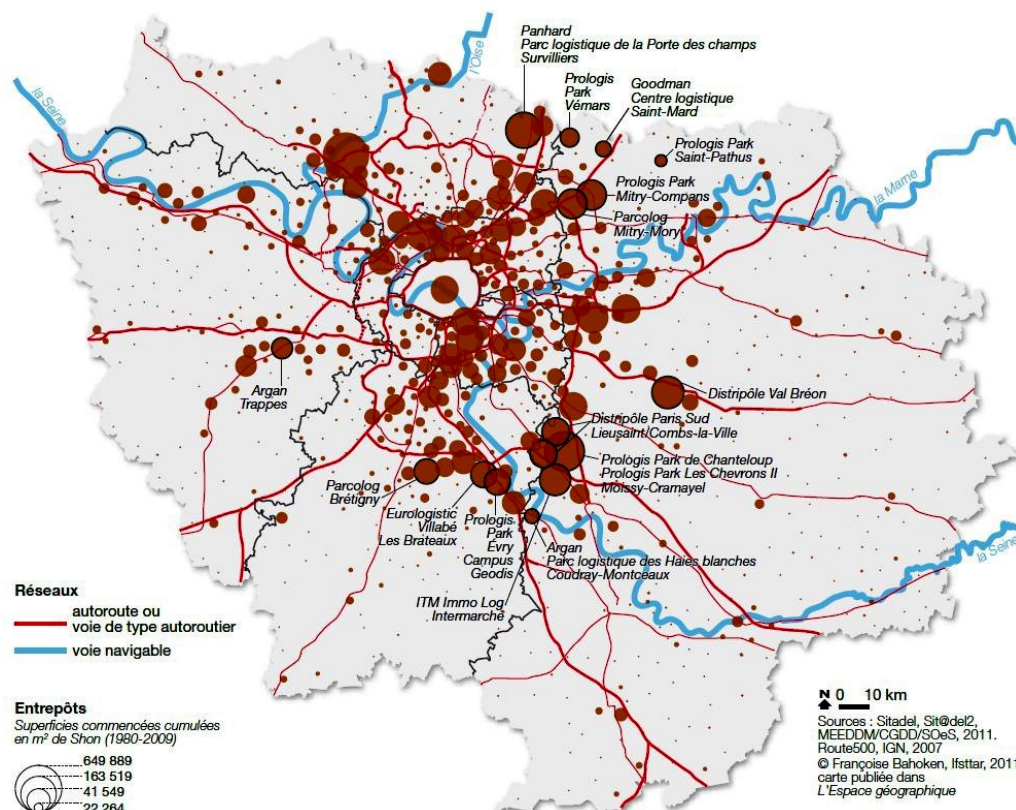 Panhard
Parc logistique de la Porte des champs
Survilliers
Prologis
Park
Vémars
Goodman
Centre logistique
Saint-Mard
Prologis Park
Saint-Pathus
la Seine
l'Oise
la Marne
Prologis Park
Mitry-Compans
Parcolog
Mitry-Mory
Argan
Trappes
Distripôle Val Bréon
Distripôle Paris Sud
Lieusaint/Combs-la-Ville
Prologis Park de Chanteloup
Prologis Park Les Chevrons II
Moissy-Cramayel
Parcolog
Brétigny
Eurologistic
Villabé
Les Brateaux
Prologis
Park
Évry
Campus
Geodis
Argan
Parc logistique des Haies blanches
Coudray-Montceaux
ITM Immo Log
Intermarché
la Seine
Réseaux
autoroute ou
voie de type autoroutier
voie navigable
Entrepôts
Superficies commencées cumulées
en m² de Shon (1980-2009)
649 889
163 519
41 549
22 264
N 0 10 km
Sources : Sitadel, Sit@del2,
MEEDDM/CGDD/SOeS, 2011.
Route500, IGN, 2007
© Françoise Bahoken, Ifsttar, 2011
carte publiée dans
L'Espace géographique